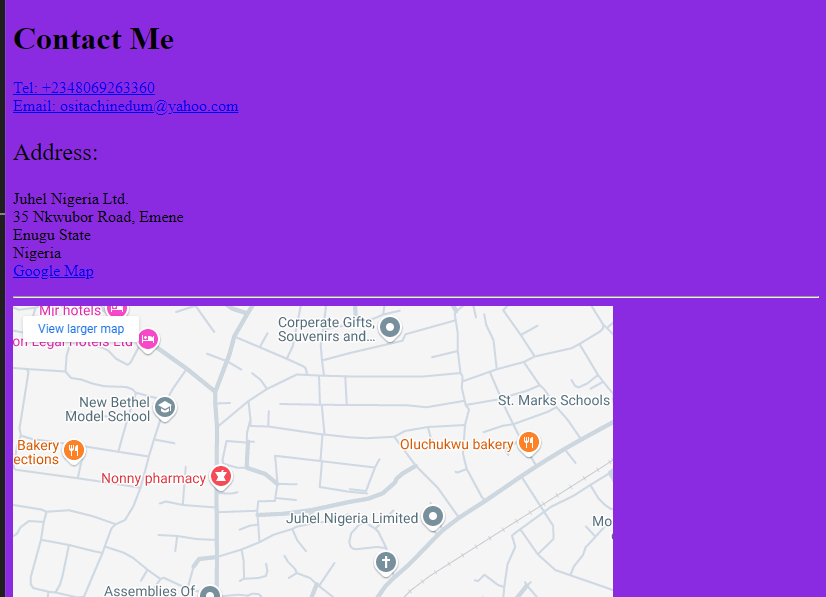 Contact Me
Tel: +2348069263360
Email: ositachinedum@yahoo.com
Address:
Juhel Nigeria Ltd.
35 Nkwubor Road, Emene
Enugu State
Nigeria
Google Map
Mir hotels
View larger map
on Legal Hotels Ltd
Corperate Gifts,
Souvenirs and...
New Bethel
Model School
St. Marks Schools
Bakery
ections
Oluchukwu bakery
Nonny pharmacy
Juhel Nigeria Limited
Mo
Assemblies Of